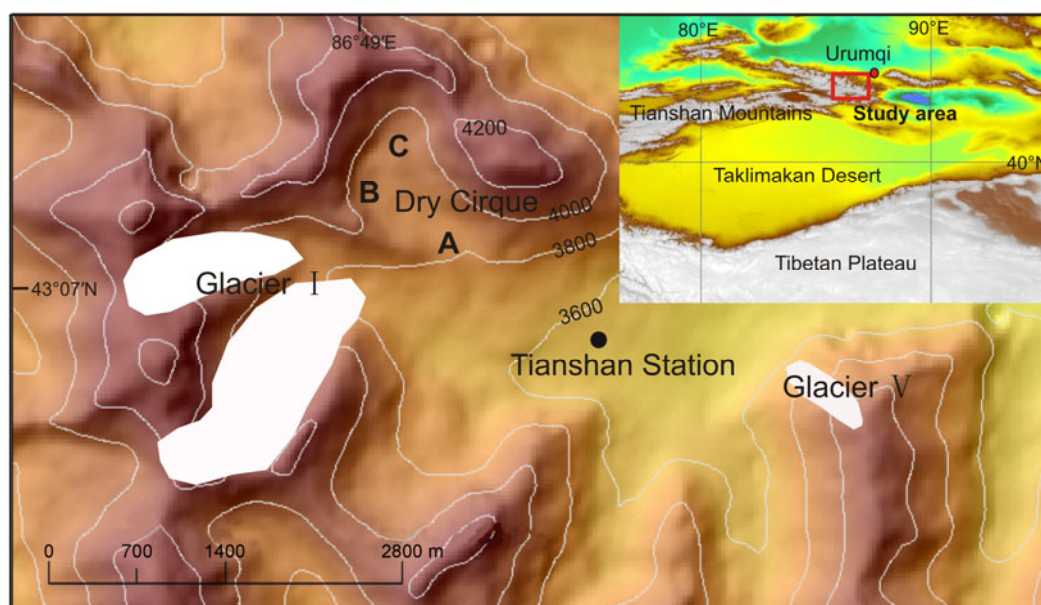 86°49′E
80°E
90°E
Urumqi
Tianshan Mountains
Study area
40°N
Taklimakan Desert
Tibetan Plateau
4200
C
B
Dry Cirque
4000
A
3800
Glacier Ⅰ
43°07′N
3600
Tianshan Station
Glacier Ⅴ
0 700 1400 2800 m